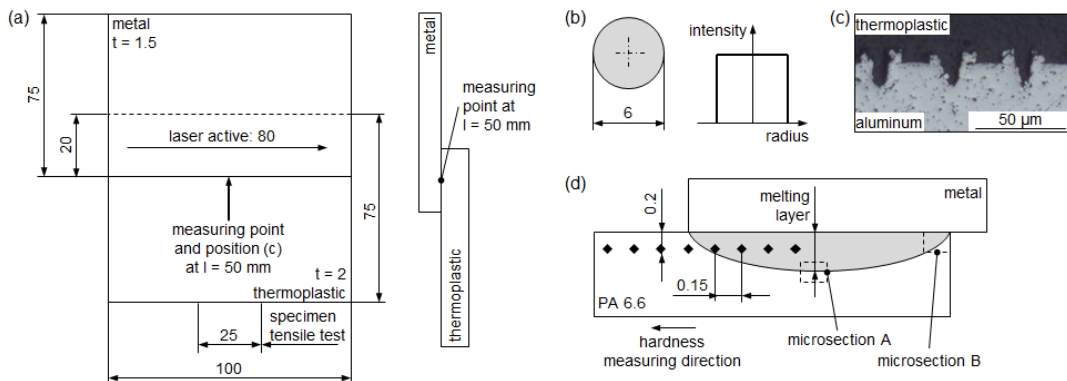 (a)
metal
t = 1.5
75
20
laser active: 80
75
measuring point
and position (c)
at l = 50 mm
t = 2
thermoplastic
25
specimen
tensile test
100
metal
measuring
point at
l = 50 mm
thermoplastic
(b)
6
intensity
radius
(c)
thermoplastic
aluminum
50 µm
(d)
0.2
melting
layer
metal
0.15
PA 6.6
hardness
measuring direction
microsection A
microsection B